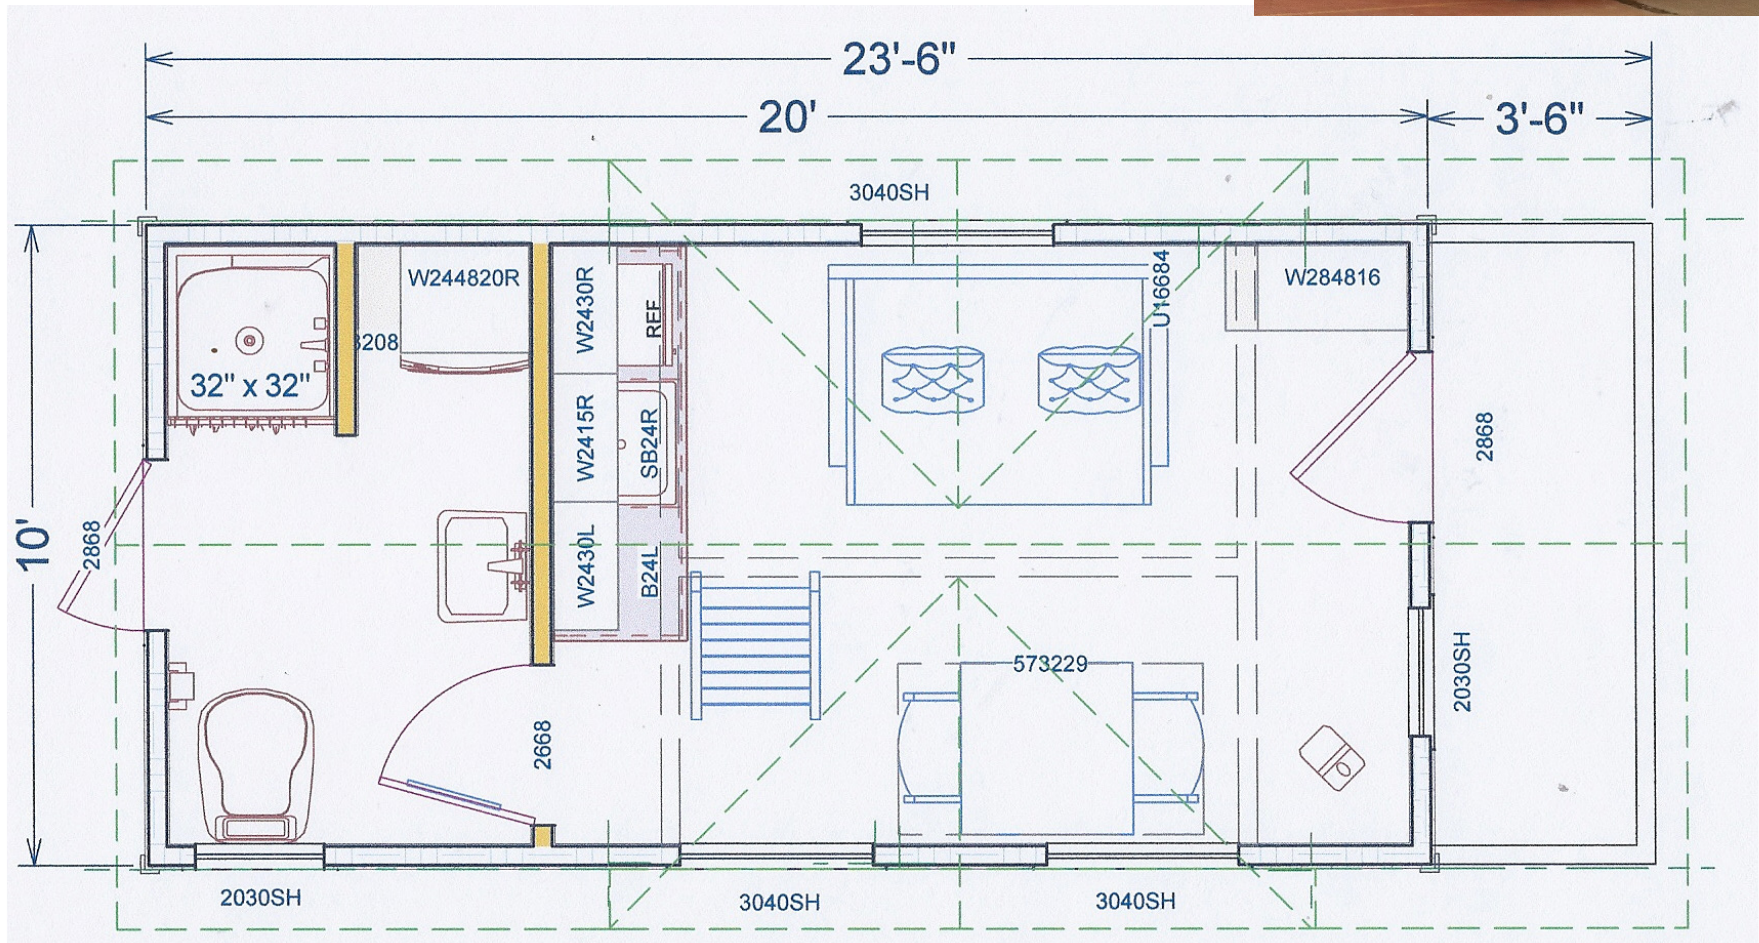 23'-6"
20'
3'-6"
3040SH
W244820R
W2430R
REF
U16684
W284816
3208
32" x 32"
W2415R
SB24R
2868
10'
2868
W2430L
B24L
573229
2030SH
2668
2030SH
3040SH
3040SH